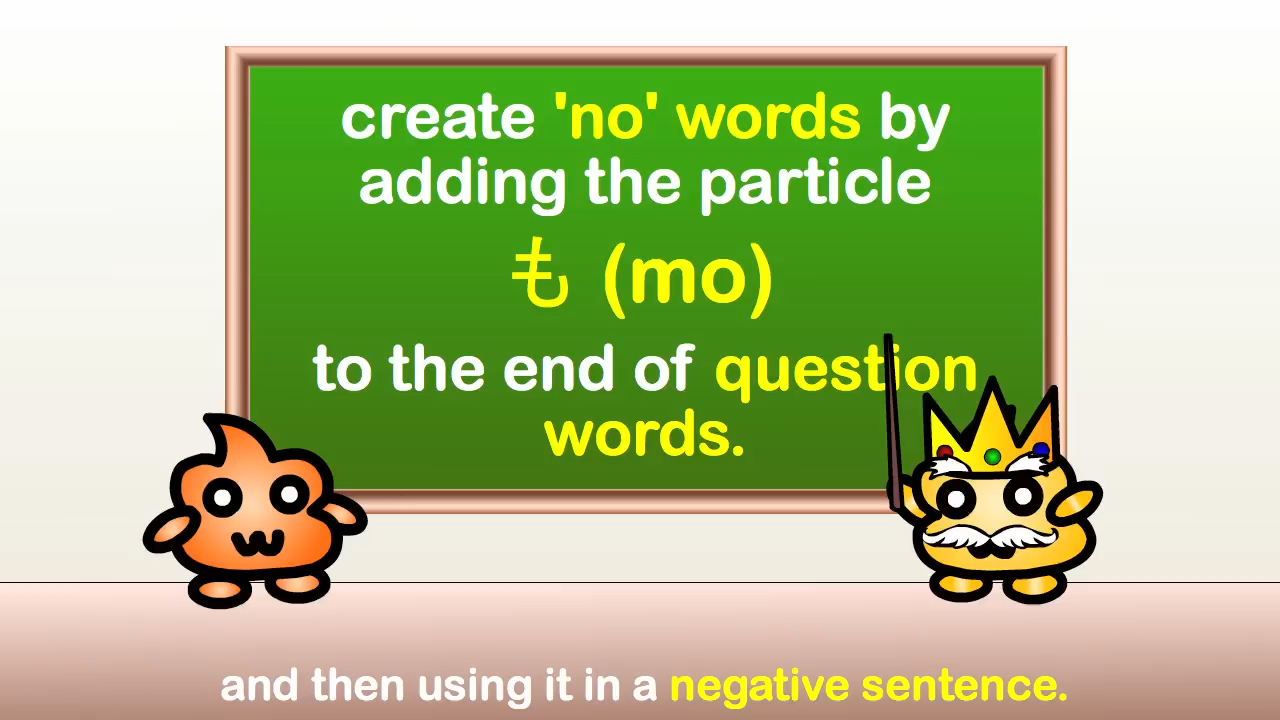 create 'no' words by
adding the particle
も (mo)
to the end of question
words.
and then using it in a negative sentence.